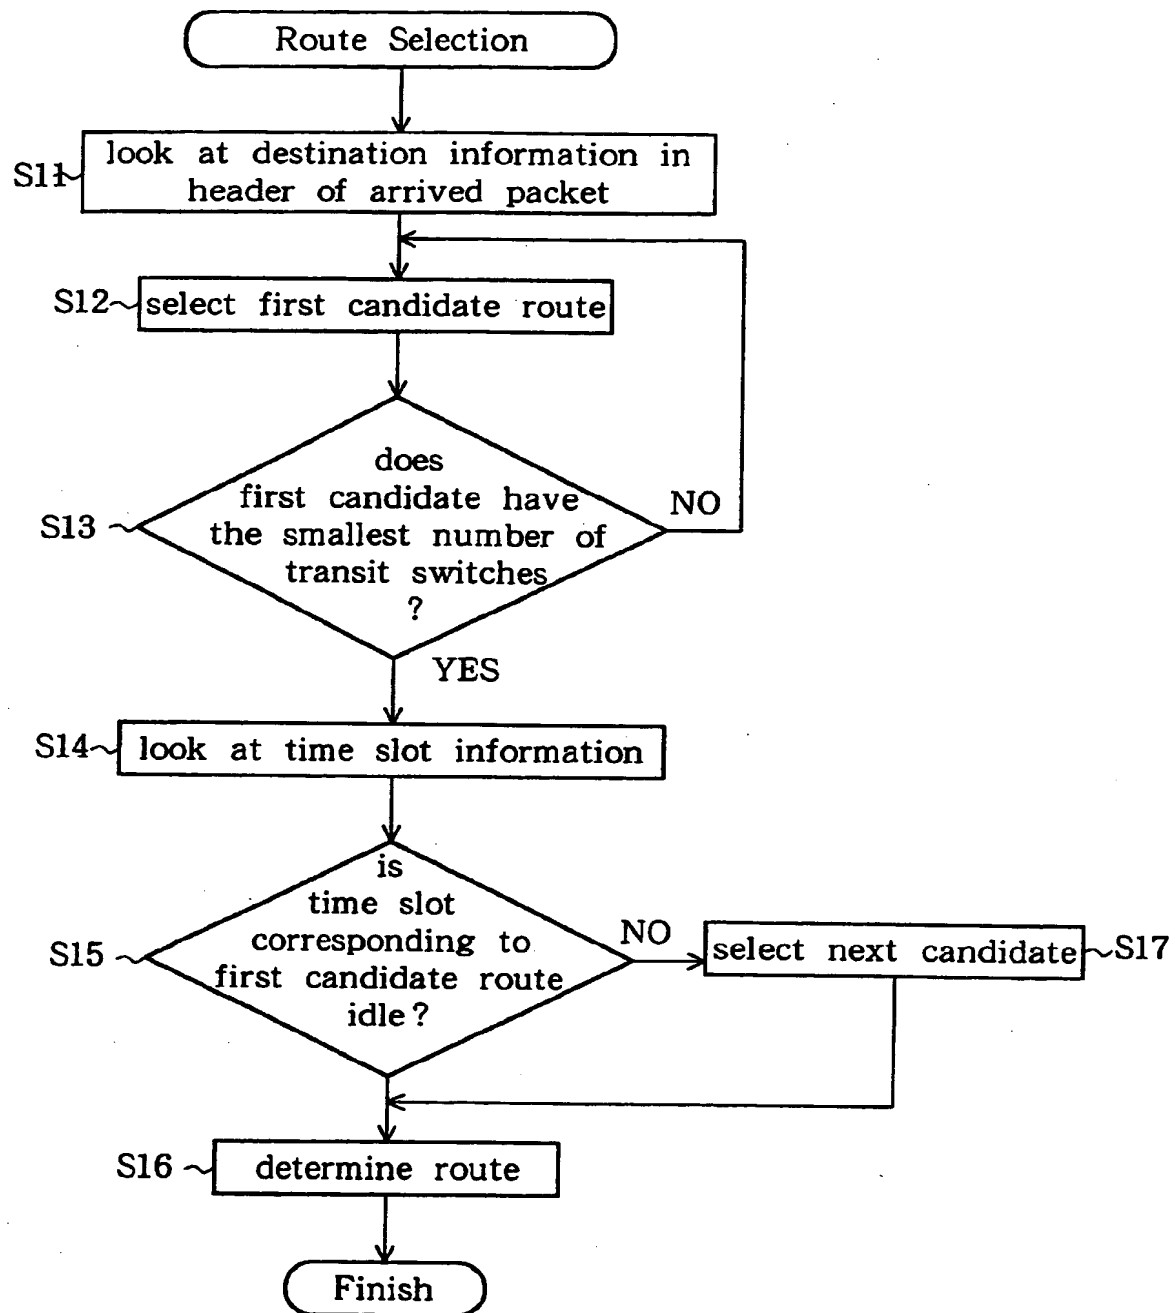 Route Selection
S11
look at destination information in
header of arrived packet
S12
select first candidate route
does
first candidate have
the smallest number of
transit switches
?
S13
NO
YES
S14
look at time slot information
is
time slot
corresponding to
first candidate route
idle?
S15
NO
select next candidate
S17
S16
determine route
Finish